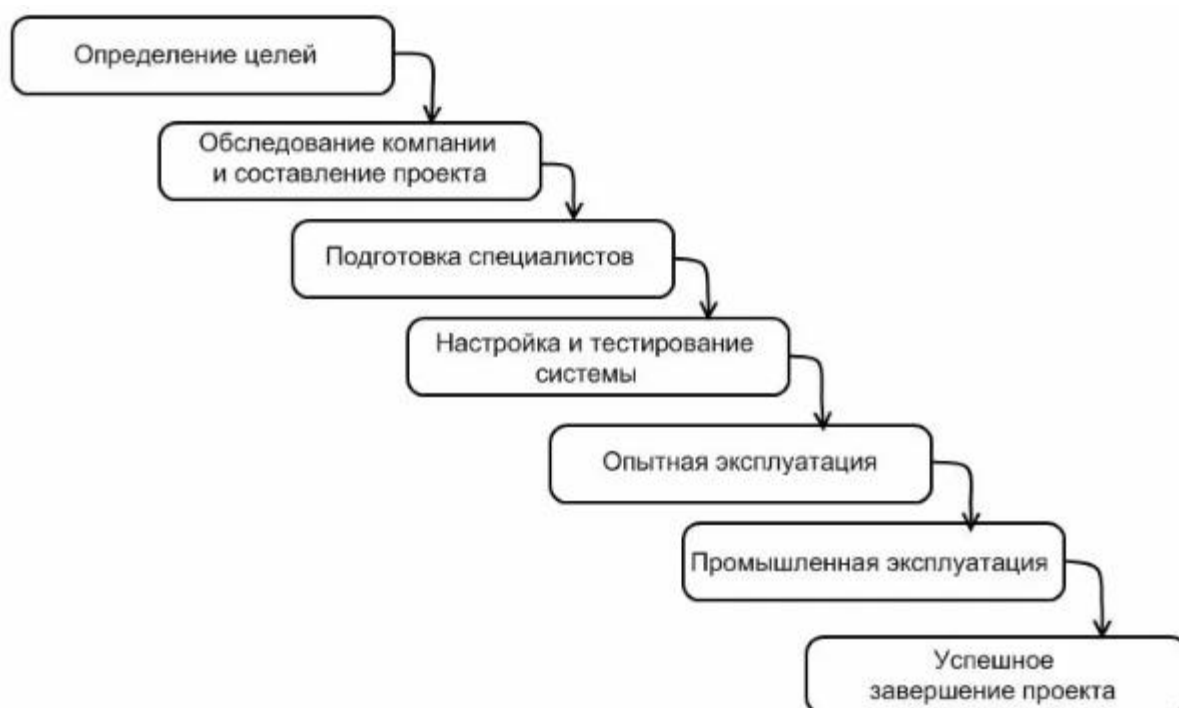 Определение целей
Обследование компании
и составление проекта
Подготовка специалистов
Настройка и тестирование
системы
Опытная эксплуатация
Промышленная эксплуатация
Успешное
завершение проекта